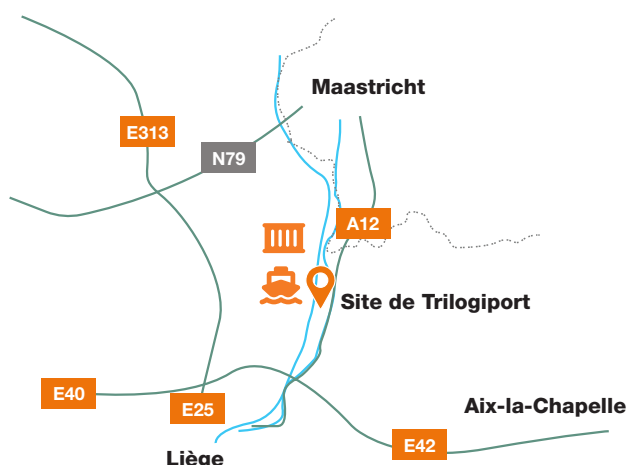 Maastricht
E313
N79
A12
Site de Trilogiport
E40
E25
Aix-la-Chapelle
E42
Liège